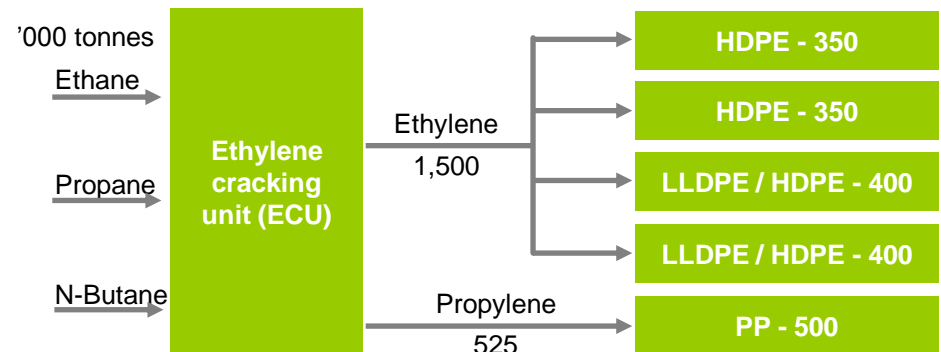 ’000 tonnes
Ethane
Propane
N-Butane
Ethylene
cracking
unit (ECU)
Ethylene
1,500
Propylene
525
HDPE - 350
HDPE - 350
LLDPE / HDPE - 400
LLDPE / HDPE - 400
PP - 500